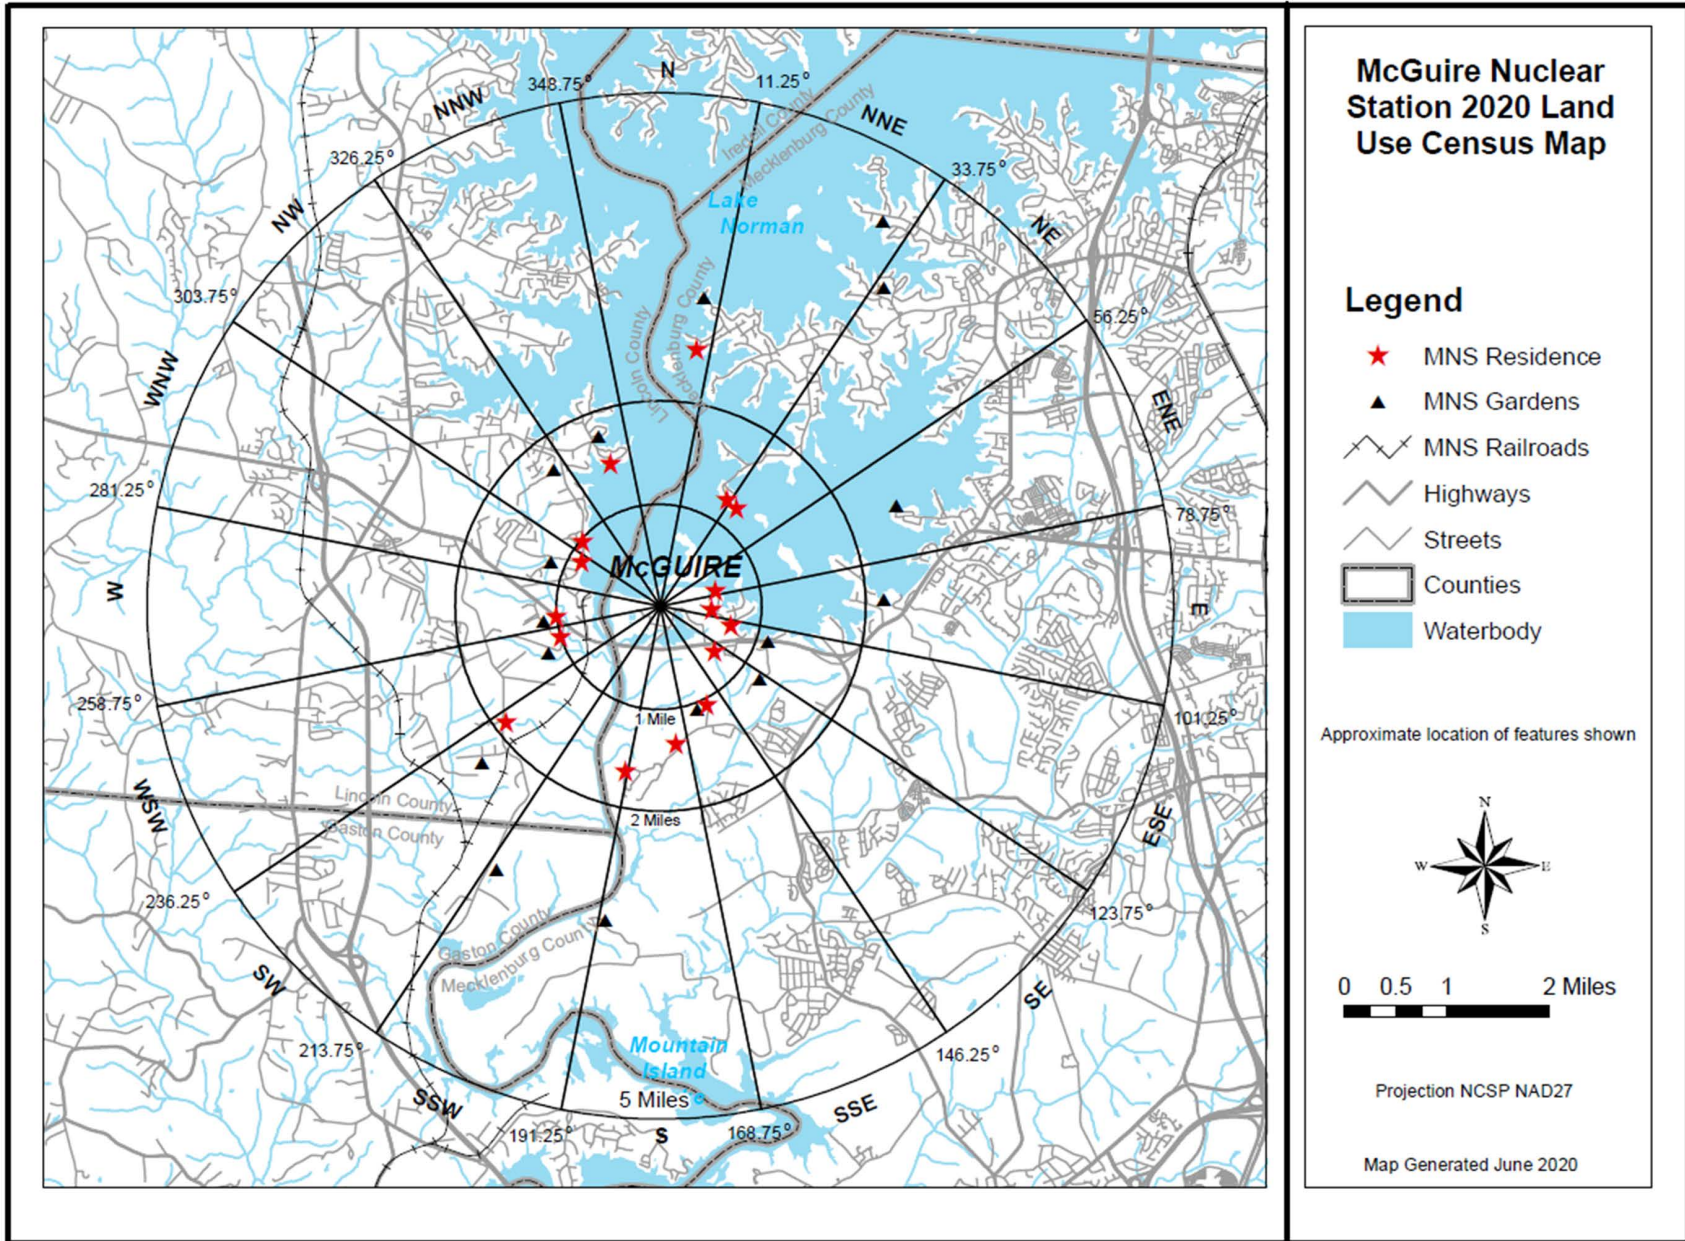 N
348.75°
11.25°
NNW
NNE
Iredell County
Mecklenburg County
326.25°
33.75°
Lake
Norman
NW
NE
303.75°
56.25°
Lincoln County
Mecklenburg County
WNW
ENE
281.25°
78.75°
McGUIRE
W
E
258.75°
101.25°
1 Mile
WSW
Lincoln County
Gaston County
2 Miles
ESE
236.25°
123.75°
Gaston County
Mecklenburg County
SW
SE
213.75°
146.25°
Mountain
Island
5 Miles
SSW
SSE
191.25°
S
168.75°
McGuire Nuclear
Station 2020 Land
Use Census Map
Legend
MNS Residence
MNS Gardens
MNS Railroads
Highways
Streets
Counties
Waterbody
Approximate location of features shown
N
W
E
S
0 0.5 1 2 Miles
Projection NCSP NAD27
Map Generated June 2020